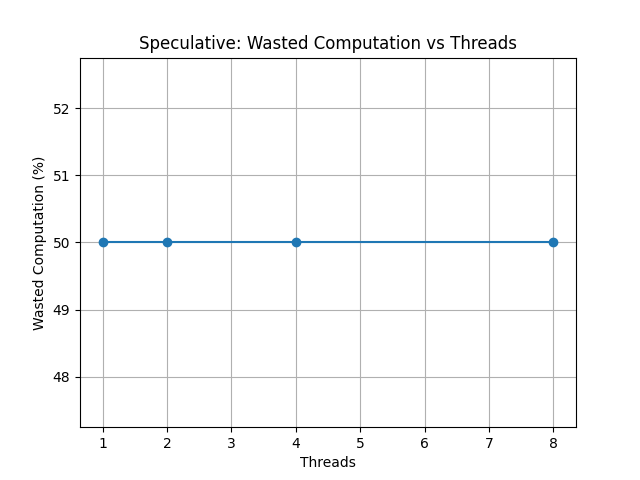 Speculative: Wasted Computation vs Threads
Wasted Computation (%)
52
51
50
49
48
1 2 3 4 5 6 7 8
Threads